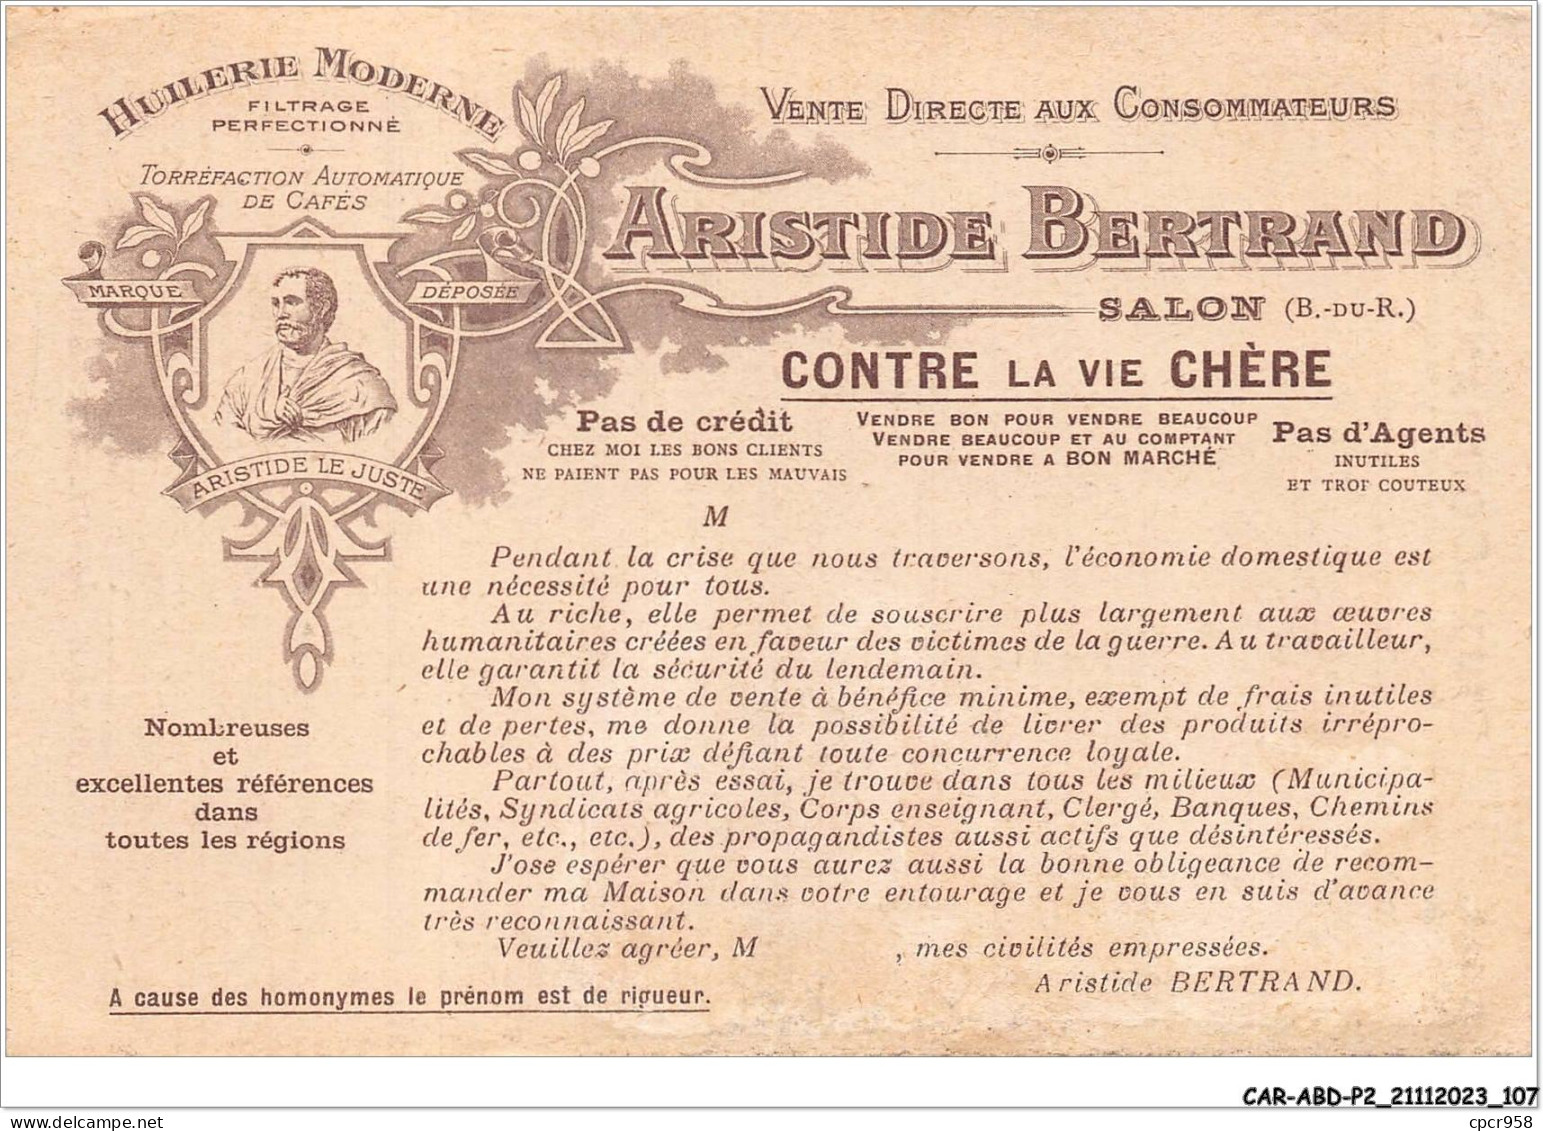 HUILERIE MODERNE
FILTRAGE
PERFECTIONNÉ
TORRÉFACTION AUTOMATIQUE
DE CAFÉS
MARQUE DÉPOSÉE
ARISTIDE LE JUSTE
VENTE DIRECTE AUX CONSOMMATEURS
ARISTIDE BERTRAND
SALON (B.-DU-R.)
CONTRE LA VIE CHÈRE
Pas de crédit
CHEZ MOI LES BONS CLIENTS
NE PAIENT PAS POUR LES MAUVAIS
VENDRE BON POUR VENDRE BEAUCOUP
VENDRE BEAUCOUP ET AU COMPTANT
POUR VENDRE A BON MARCHÉ
Pas d'Agents
INUTILES
ET TROP COUTEUX
M
Pendant la crise que nous traversons, l'économie domestique est
une nécessité pour tous.
Au riche, elle permet de souscrire plus largement aux œuvres
humanitaires créées en faveur des victimes de la guerre. Au travailleur,
elle garantit la sécurité du lendemain.
Mon système de vente à bénéfice minime, exempt de frais inutiles
et de pertes, me donne la possibilité de livrer des produits irrépro-
chables à des prix défiant toute concurrence loyale.
Partout, après essai, je trouve dans tous les milieux (Municipa-
lités, Syndicats agricoles, Corps enseignant, Clergé, Banques, Chemins
de fer, etc., etc.), des propagandistes aussi actifs que désintéressés.
J'ose espérer que vous aurez aussi la bonne obligeance de recom-
mander ma Maison dans votre entourage et je vous en suis d'avance
très reconnaissant.
Veuillez agréer, M , mes civilités empressées.
Aristide BERTRAND.
Nombreuses
et
excellentes références
dans
toutes les régions
A cause des homonymes le prénom est de rigueur.
CAR-ABD-P2_21112023_107
cpcr958